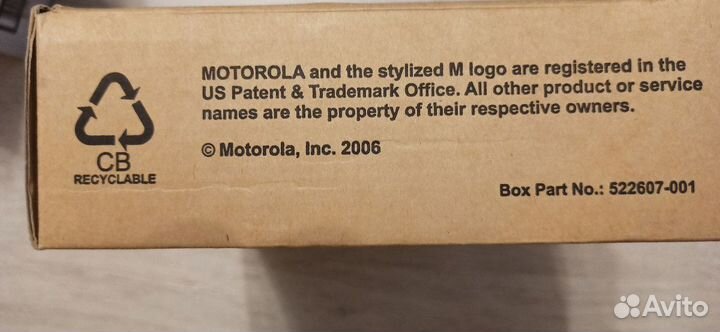 MOTOROLA and the stylized M logo are registered in the
US Patent & Trademark Office. All other product or service
names are the property of their respective owners.
© Motorola, Inc. 2006
CB
RECYCLABLE
Box Part No.: 522607-001
Avito